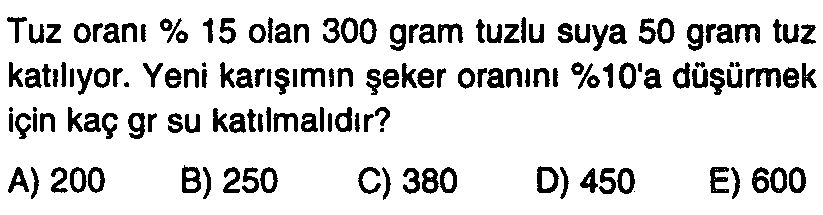 Tuz oranı % 15 olan 300 gram tuzlu suya 50 gram tuz
katılıyor. Yeni karışımın şeker oranını %10'a düşürmek
için kaç gr su katılmalıdır?
A) 200 B) 250 C) 380 D) 450 E) 600